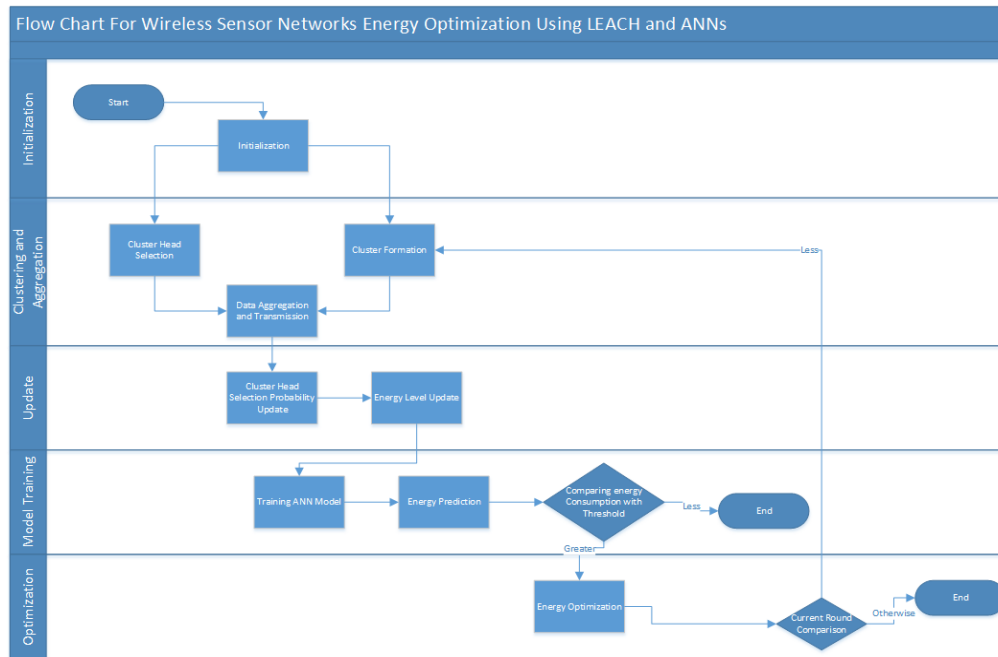 Flow Chart For Wireless Sensor Networks Energy Optimization Using LEACH and ANNs
Initialization
Start
Initialization
Clustering and
Aggregation
Cluster Head
Selection
Cluster Formation
Less
Data Aggregation
and Transmission
Update
Cluster Head
Selection Probability
Update
Energy Level Update
Model Training
Training ANN Model
Energy Prediction
Comparing energy
Consumption with
Threshold
Less
End
Greater
Optimization
Energy Optimization
Current Round
Comparison
Otherwise
End